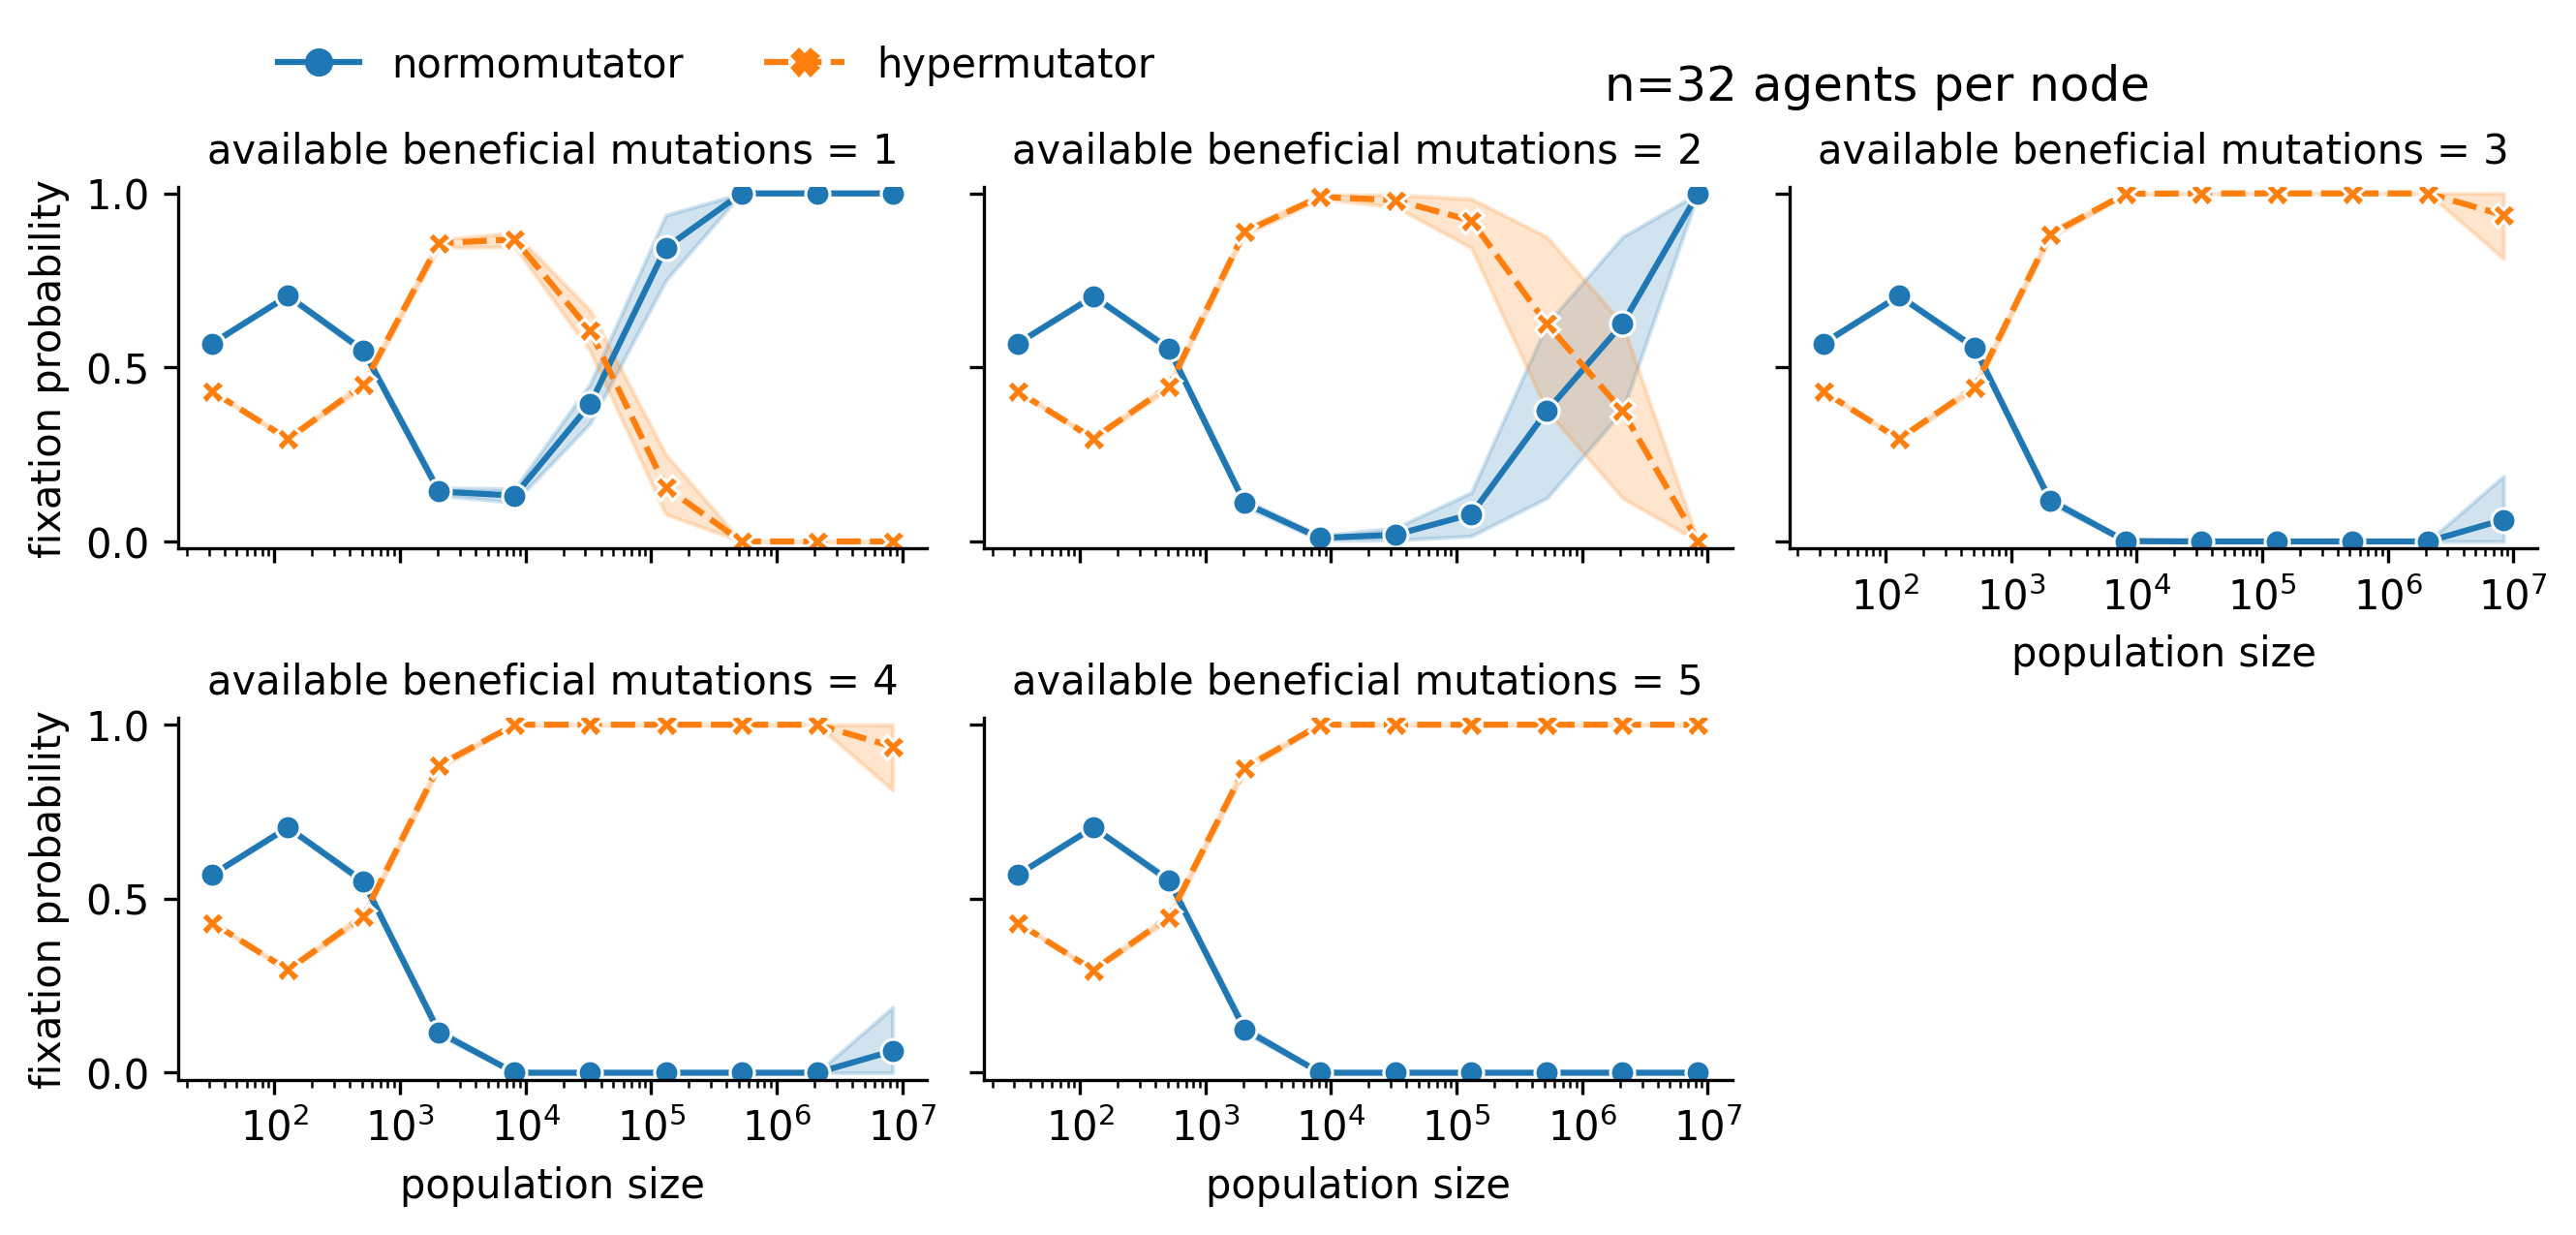 normomutator
hypermutator
n=32 agents per node
available beneficial mutations = 1
available beneficial mutations = 2
available beneficial mutations = 3
fixation probability
1.0
0.5
0.0
10² 10³ 10⁴ 10⁵ 10⁶ 10⁷
population size
available beneficial mutations = 4
available beneficial mutations = 5
fixation probability
1.0
0.5
0.0
10² 10³ 10⁴ 10⁵ 10⁶ 10⁷
10² 10³ 10⁴ 10⁵ 10⁶ 10⁷
population size
population size